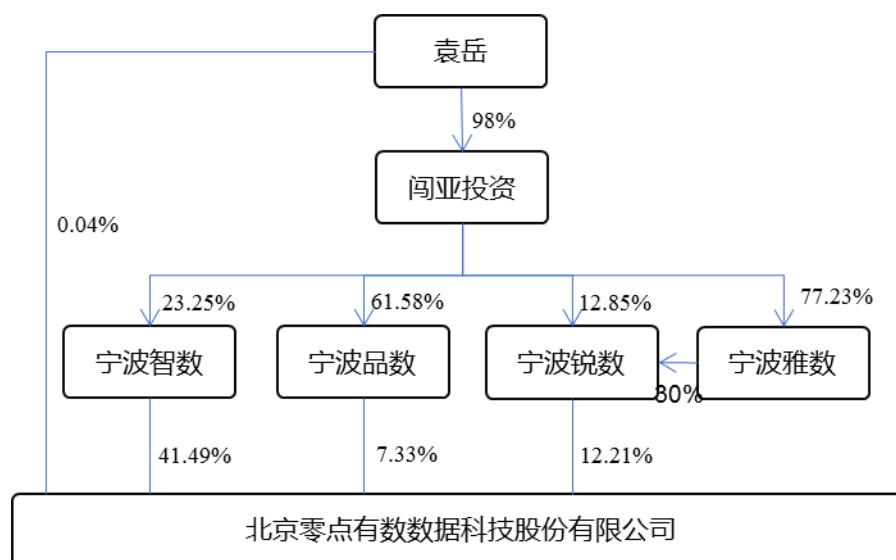 袁岳
98%
闯亚投资
0.04%
23.25%
61.58%
12.85%
77.23%
宁波智数
宁波品数
宁波锐数
宁波雅数
30%
41.49%
7.33%
12.21%
北京零点有数数据科技股份有限公司